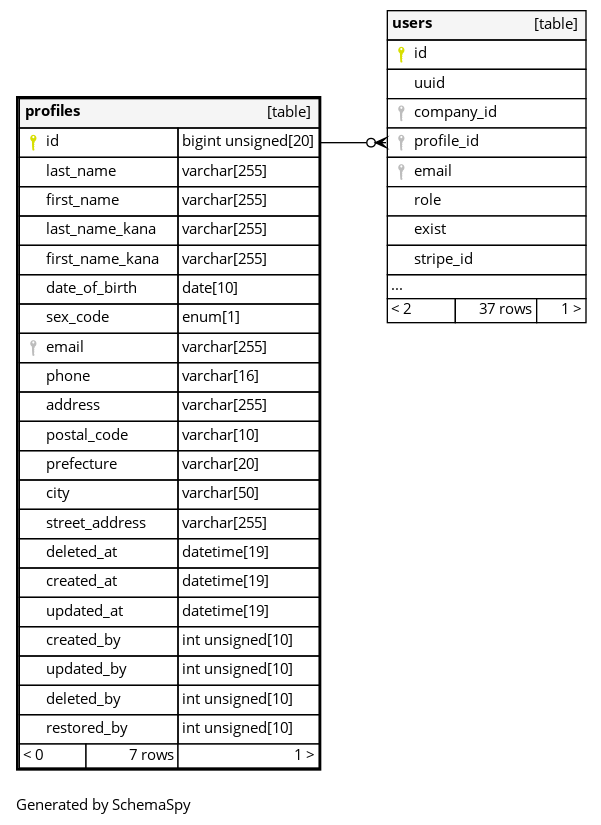 users [table]
id
uuid
company_id
profile_id
email
role
exist
stripe_id
...
< 2 37 rows 1 >
profiles [table]
id bigint unsigned[20]
last_name varchar[255]
first_name varchar[255]
last_name_kana varchar[255]
first_name_kana varchar[255]
date_of_birth date[10]
sex_code enum[1]
email varchar[255]
phone varchar[16]
address varchar[255]
postal_code varchar[10]
prefecture varchar[20]
city varchar[50]
street_address varchar[255]
deleted_at datetime[19]
created_at datetime[19]
updated_at datetime[19]
created_by int unsigned[10]
updated_by int unsigned[10]
deleted_by int unsigned[10]
restored_by int unsigned[10]
< 0 7 rows 1 >
Generated by SchemaSpy